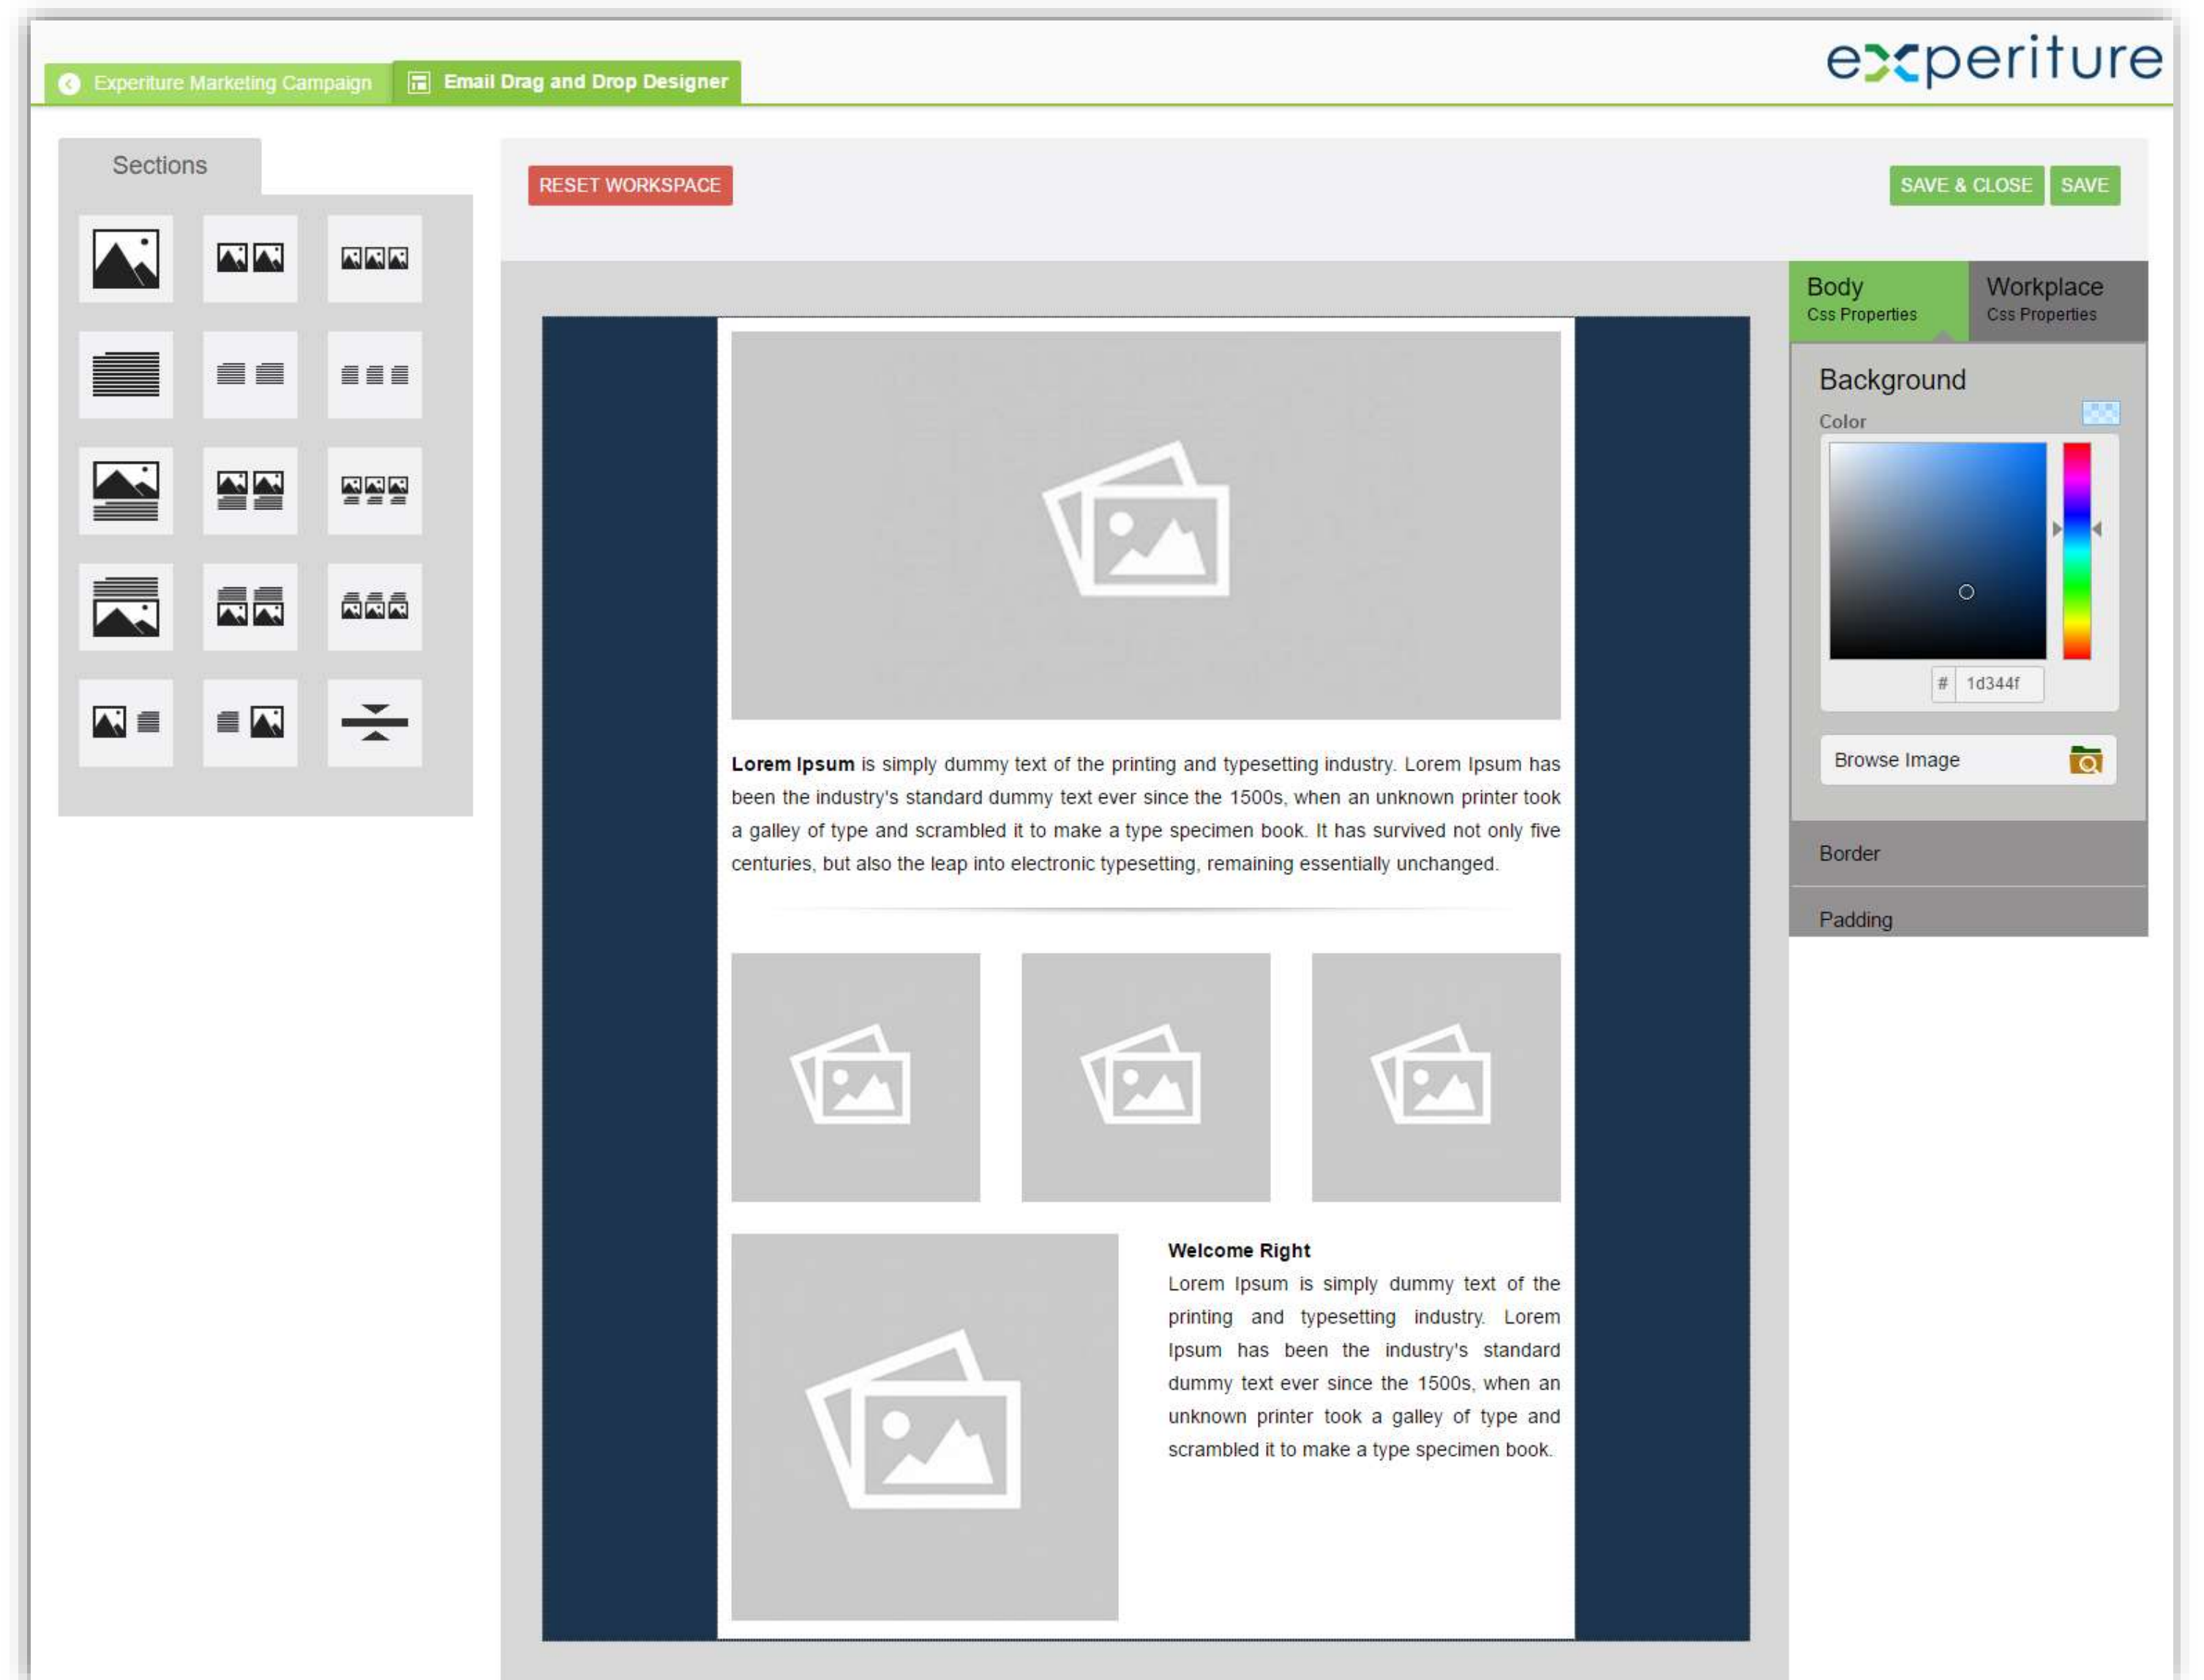 experiture
Experiture Marketing Campaign
Email Drag and Drop Designer
Sections
RESET WORKSPACE
SAVE & CLOSE
SAVE
Body
Css Properties
Workplace
Css Properties
Background
Color
# 1d344f
Browse Image
Border
Padding
Lorem Ipsum is simply dummy text of the printing and typesetting industry. Lorem Ipsum has
been the industry's standard dummy text ever since the 1500s, when an unknown printer took
a galley of type and scrambled it to make a type specimen book. It has survived not only five
centuries, but also the leap into electronic typesetting, remaining essentially unchanged.
Welcome Right
Lorem Ipsum is simply dummy text of the
printing and typesetting industry. Lorem
Ipsum has been the industry's standard
dummy text ever since the 1500s, when an
unknown printer took a galley of type and
scrambled it to make a type specimen book.